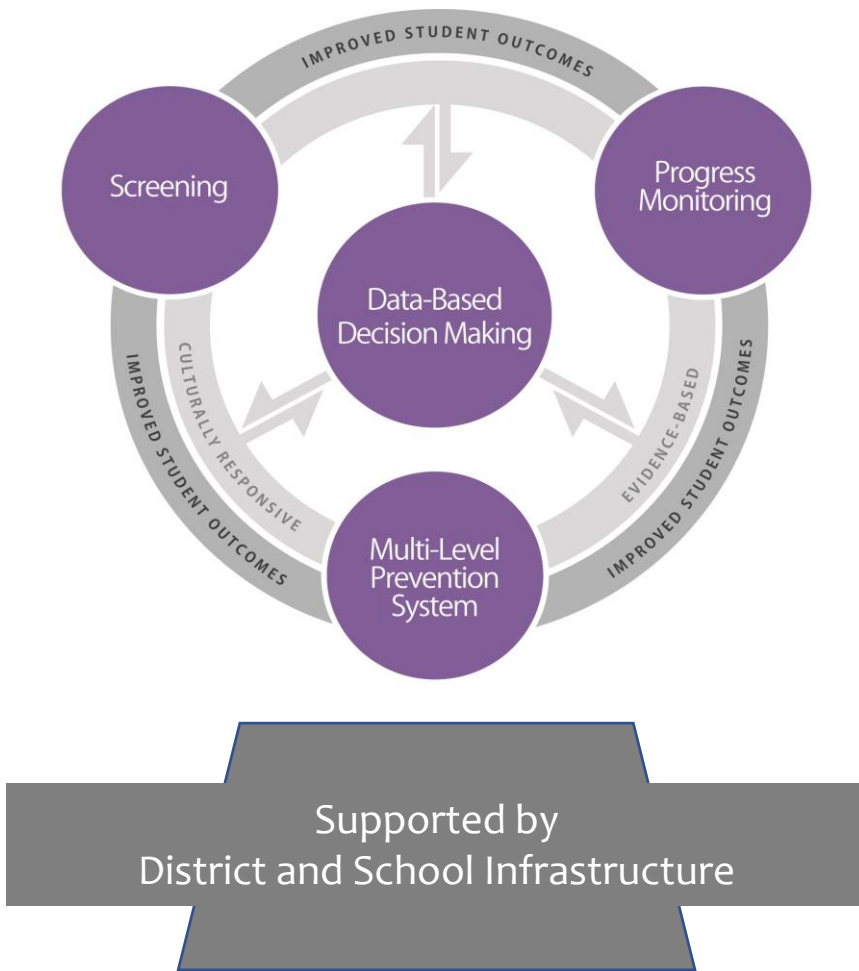 IMPROVED STUDENT OUTCOMES
Screening
Progress
Monitoring
Data-Based
Decision Making
IMPROVED STUDENT OUTCOMES
CULTURALLY RESPONSIVE
EVIDENCE-BASED
IMPROVED STUDENT OUTCOMES
Multi-Level
Prevention
System
Supported by
District and School Infrastructure